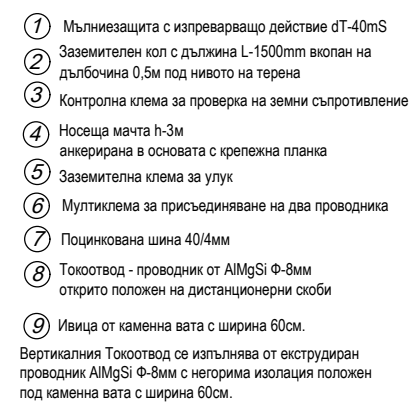 1 Мълниезащита с изпреварващо действие dT-40mS
2 Заземителен кол с дължина L-1500mm вкопан на
дълбочина 0,5м под нивото на терена
3 Контролна клема за проверка на земни съпротивление
4 Носеща мачта h-3м
анкерирана в основата с крепежна планка
5 Заземителна клема за улук
6 Мултиклема за присъединяване на два проводника
7 Поцинкована шина 40/4мм
8 Токоотвод - проводник от AlMgSi Ф-8мм
открито положен на дистанционерни скоби
9 Ивица от каменна вата с ширина 60см.
Вертикалния Токоотвод се изпълнява от екструдиран
проводник AlMgSi Ф-8мм с негорима изолация положен
под каменна вата с ширина 60см.